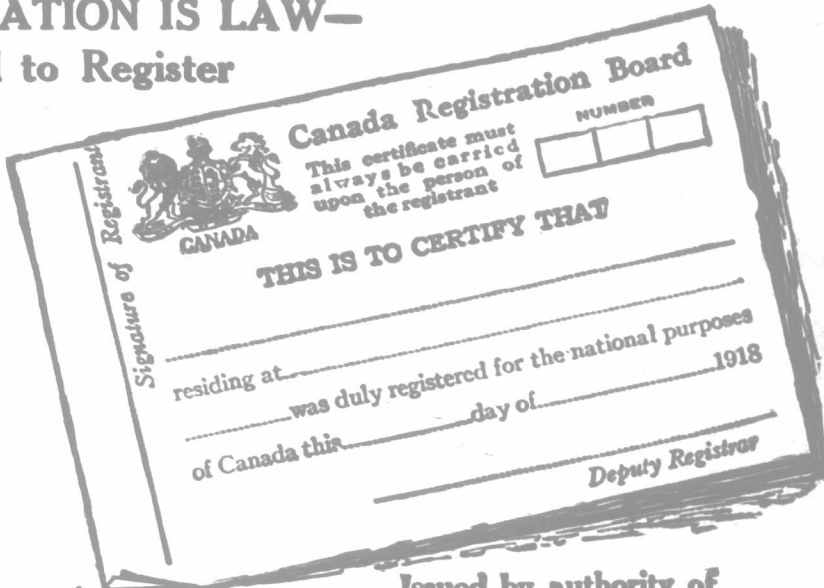 ATION IS LAW—
to Register
Canada Registration Board
This certificate must
always be carried
upon the person of
the registrant
NUMBER
CANADA
Signature of Registrant
THIS IS TO CERTIFY THAT
residing at
was duly registered for the national purposes
of Canada this day of 1918
Deputy Registrar
Issued by authority of